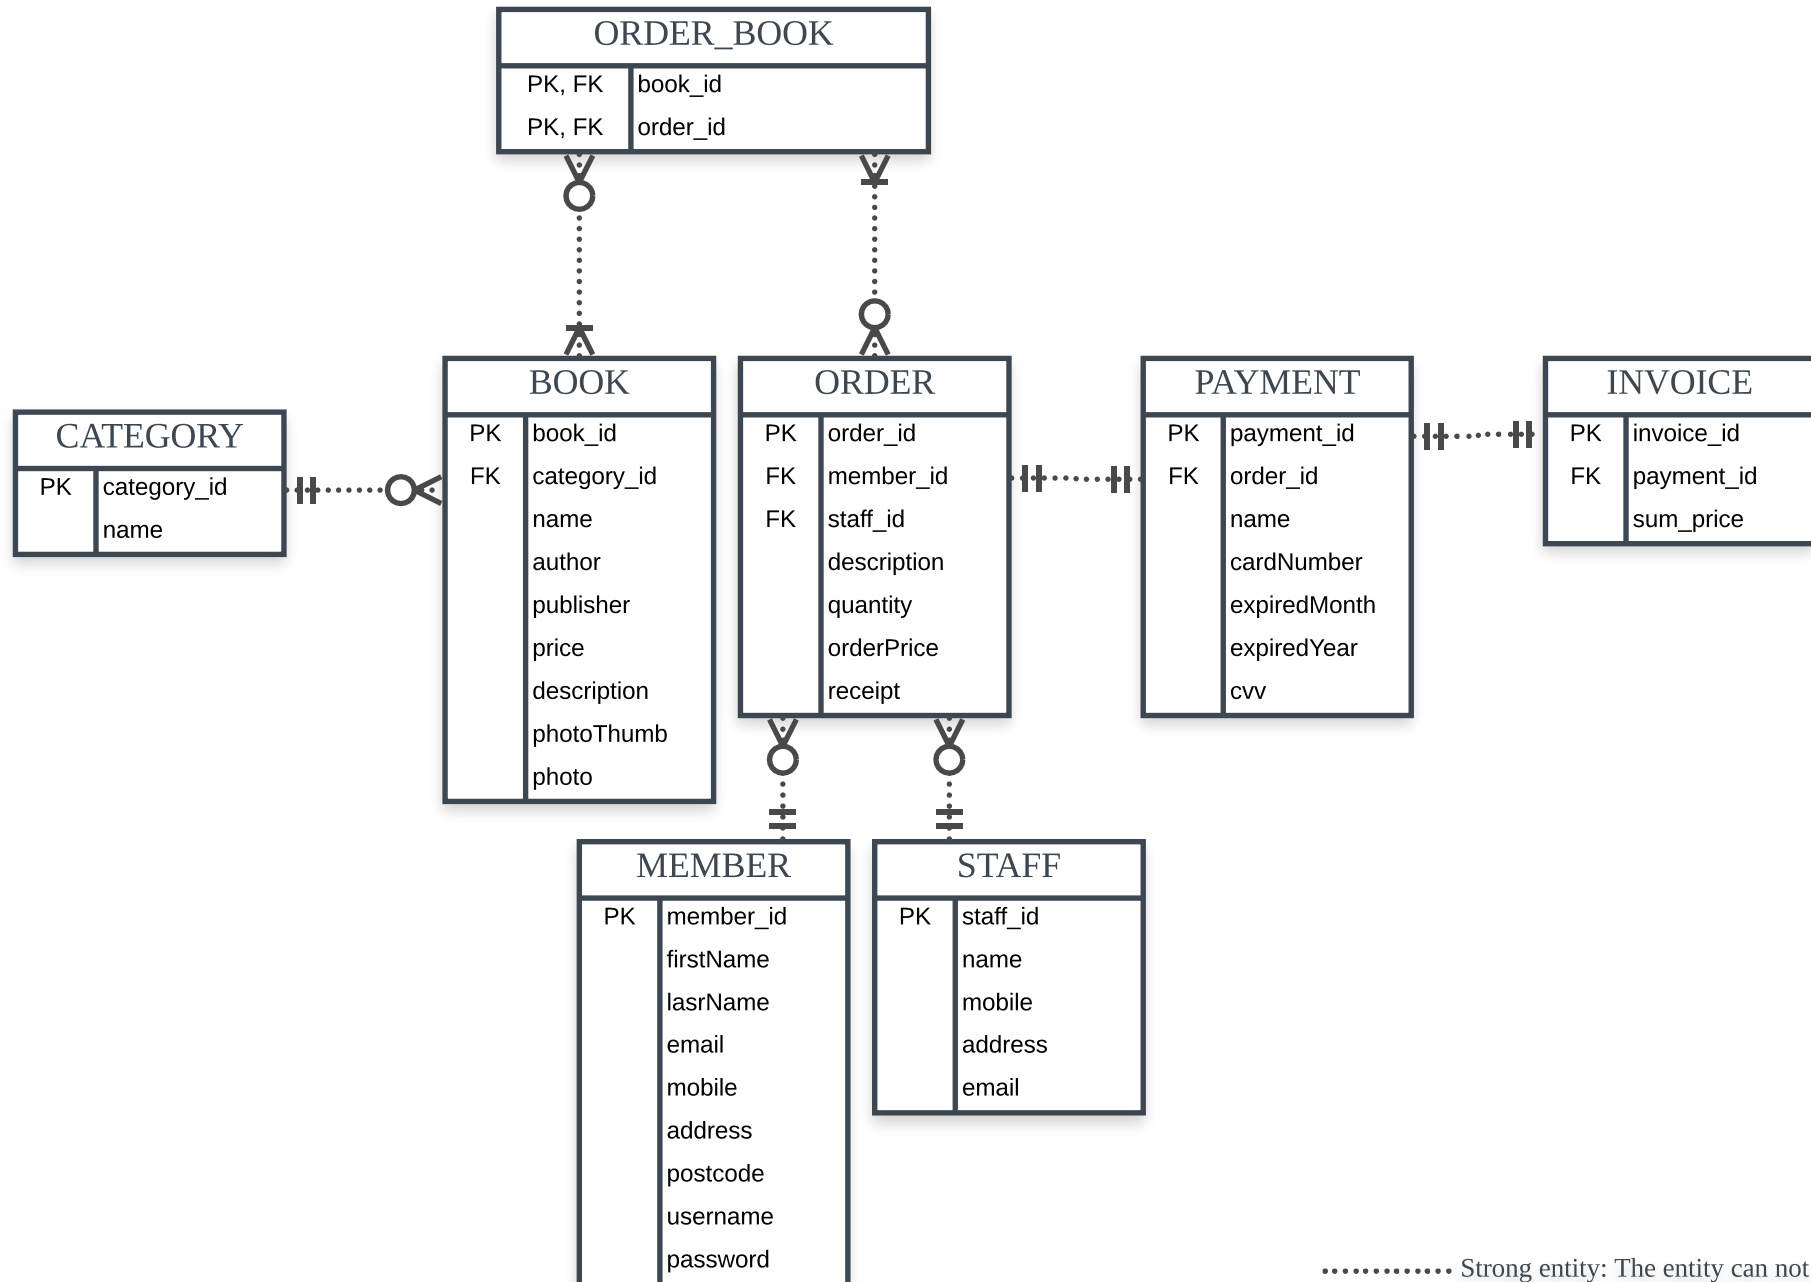 ORDER_BOOK
PK, FK book_id
PK, FK order_id
CATEGORY
PK category_id
name
BOOK
PK book_id
FK category_id
name
author
publisher
price
description
photoThumb
photo
ORDER
PK order_id
FK member_id
FK staff_id
description
quantity
orderPrice
receipt
PAYMENT
PK payment_id
FK order_id
name
cardNumber
expiredMonth
expiredYear
cvv
INVOICE
PK invoice_id
FK payment_id
sum_price
MEMBER
PK member_id
firstName
lasrName
email
mobile
address
postcode
username
password
STAFF
PK staff_id
name
mobile
address
email
Strong entity: The entity can not